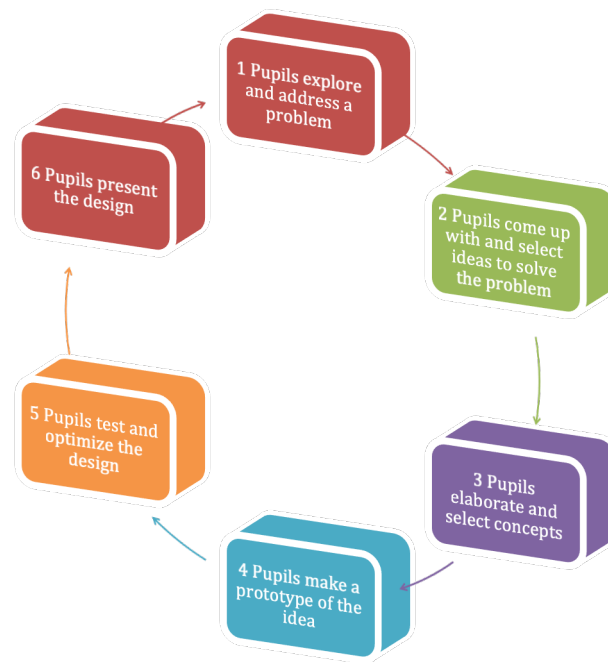 1 Pupils explore
and address a
problem
2 Pupils come up
with and select
ideas to solve
the problem
3 Pupils
elaborate and
select concepts
4 Pupils make a
prototype of the
idea
5 Pupils test and
optimize the
design
6 Pupils present
the design